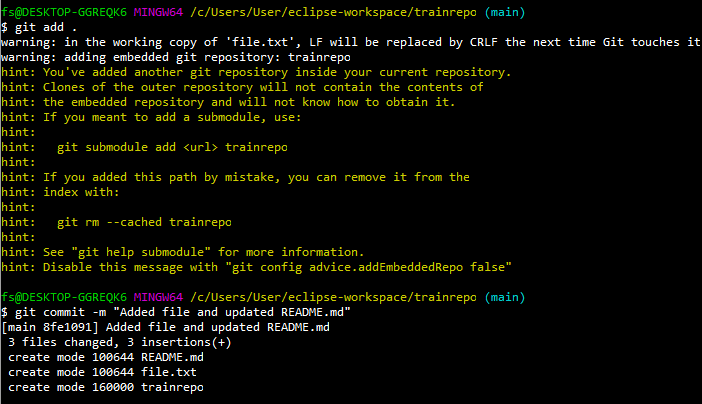 fs@DESKTOP-GGREQK6 MINGW64 /c/Users/User/eclipse-workspace/trainrepo (main)
$ git add .
warning: in the working copy of 'file.txt', LF will be replaced by CRLF the next time Git touches it
warning: adding embedded git repository: trainrepo
hint: You've added another git repository inside your current repository.
hint: Clones of the outer repository will not contain the contents of
hint: the embedded repository and will not know how to obtain it.
hint: If you meant to add a submodule, use:
hint:
hint:   git submodule add <url> trainrepo
hint:
hint: If you added this path by mistake, you can remove it from the
hint: index with:
hint:
hint:   git rm --cached trainrepo
hint:
hint: See "git help submodule" for more information.
hint: Disable this message with "git config advice.addEmbeddedRepo false"
fs@DESKTOP-GGREQK6 MINGW64 /c/Users/User/eclipse-workspace/trainrepo (main)
$ git commit -m "Added file and updated README.md"
[main 8fe1091] Added file and updated README.md
 3 files changed, 3 insertions(+)
 create mode 100644 README.md
 create mode 100644 file.txt
 create mode 160000 trainrepo